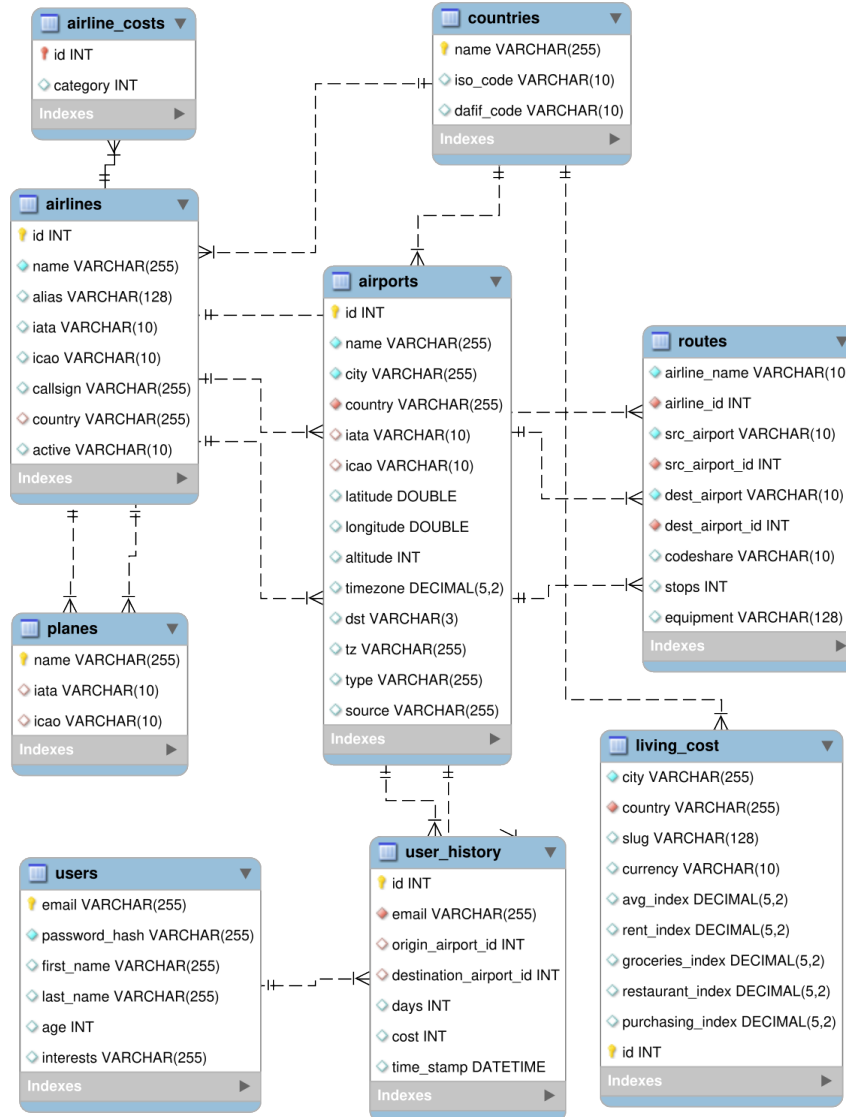 airline_costs
id INT
category INT
Indexes
countries
name VARCHAR(255)
iso_code VARCHAR(10)
dafif_code VARCHAR(10)
Indexes
airlines
id INT
name VARCHAR(255)
alias VARCHAR(128)
iata VARCHAR(10)
icao VARCHAR(10)
callsign VARCHAR(255)
country VARCHAR(255)
active VARCHAR(10)
Indexes
airports
id INT
name VARCHAR(255)
city VARCHAR(255)
country VARCHAR(255)
iata VARCHAR(10)
icao VARCHAR(10)
latitude DOUBLE
longitude DOUBLE
altitude INT
timezone DECIMAL(5,2)
dst VARCHAR(3)
tz VARCHAR(255)
type VARCHAR(255)
source VARCHAR(255)
Indexes
routes
airline_name VARCHAR(10
airline_id INT
src_airport VARCHAR(10)
src_airport_id INT
dest_airport VARCHAR(10)
dest_airport_id INT
codeshare VARCHAR(10)
stops INT
equipment VARCHAR(128)
Indexes
planes
name VARCHAR(255)
iata VARCHAR(10)
icao VARCHAR(10)
Indexes
living_cost
city VARCHAR(255)
country VARCHAR(255)
slug VARCHAR(128)
currency VARCHAR(10)
avg_index DECIMAL(5,2)
rent_index DECIMAL(5,2)
groceries_index DECIMAL(5,2)
restaurant_index DECIMAL(5,2)
purchasing_index DECIMAL(5,2)
id INT
Indexes
users
email VARCHAR(255)
password_hash VARCHAR(255)
first_name VARCHAR(255)
last_name VARCHAR(255)
age INT
interests VARCHAR(255)
Indexes
user_history
id INT
email VARCHAR(255)
origin_airport_id INT
destination_airport_id INT
days INT
cost INT
time_stamp DATETIME
Indexes